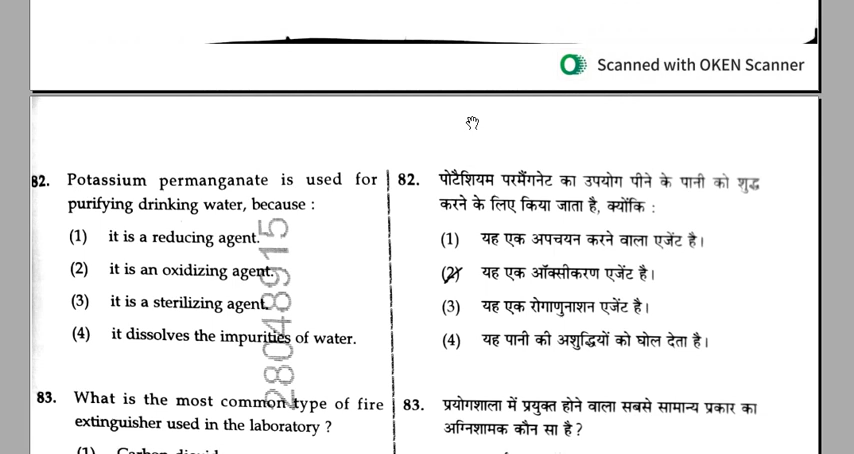 Scanned with OKEN Scanner
82. Potassium permanganate is used for
purifying drinking water, because :
(1) it is a reducing agent.
(2) it is an oxidizing agent.
(3) it is a sterilizing agent.
(4) it dissolves the impurities of water.
83. What is the most common type of fire
extinguisher used in the laboratory ?
82. पोटैशियम परमैंगनेट का उपयोग पीने के पानी को शुद्ध
करने के लिए किया जाता है, क्योंकि :
(1) यह एक अपचयन करने वाला एजेंट है।
(2) यह एक ऑक्सीकरण एजेंट है।
(3) यह एक रोगाणुनाशन एजेंट है।
(4) यह पानी की अशुद्धियों को घोल देता है।
83. प्रयोगशाला में प्रयुक्त होने वाला सबसे सामान्य प्रकार का
अग्निशामक कौन सा है ?
28048915